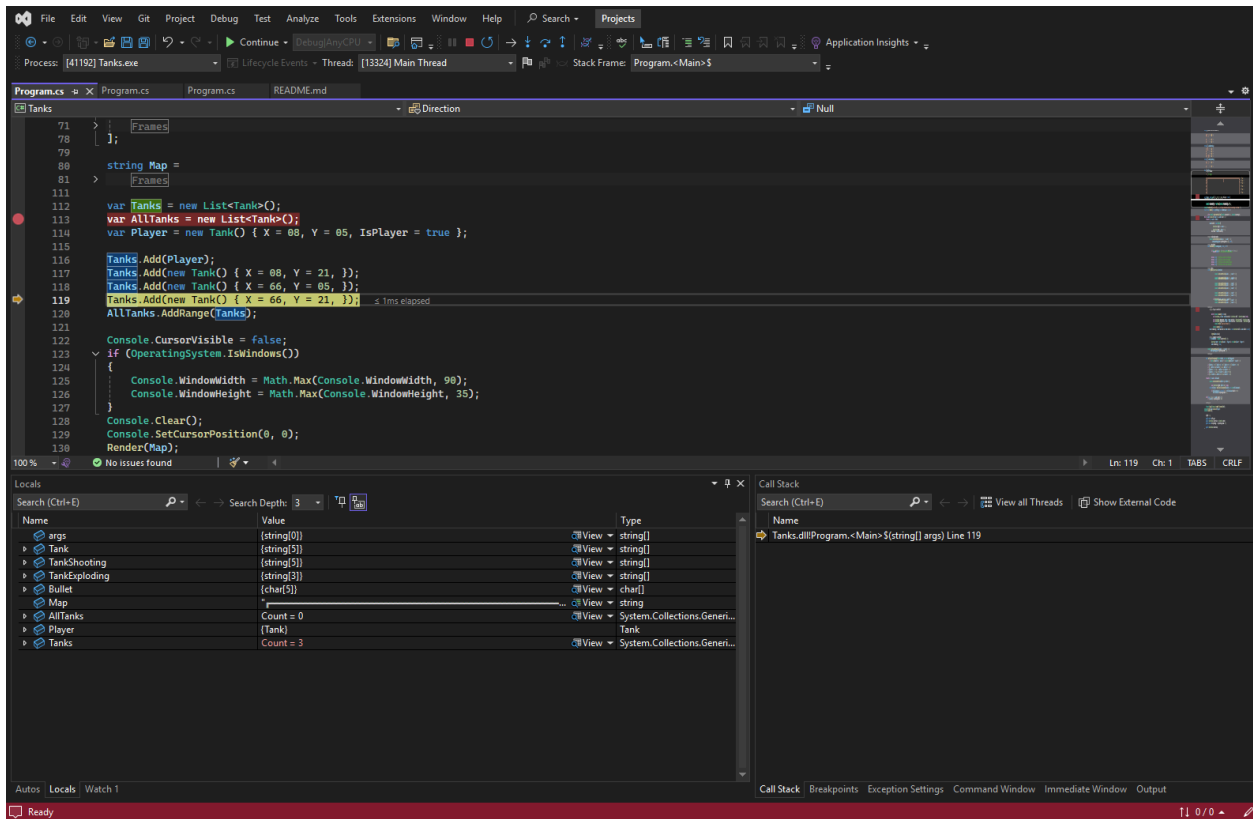 File Edit View Git Project Debug Test Analyze Tools Extensions Window Help Search Projects
Continue Debug|AnyCPU Application Insights
Process: [41192] Tanks.exe Lifecycle Events Thread: [13324] Main Thread Stack Frame: Program.<Main>$
Program.cs Program.cs Program.cs README.md
C# Tanks Direction Null
71 Frames
78 ];
79
80 string Map =
81 Frames
111
112 var Tanks = new List<Tank>();
113 var AllTanks = new List<Tank>();
114 var Player = new Tank() { X = 08, Y = 05, IsPlayer = true };
115
116 Tanks.Add(Player);
117 Tanks.Add(new Tank() { X = 08, Y = 21, });
118 Tanks.Add(new Tank() { X = 66, Y = 05, });
119 Tanks.Add(new Tank() { X = 66, Y = 21, }); ≤ 1ms elapsed
120 AllTanks.AddRange(Tanks);
121
122 Console.CursorVisible = false;
123 if (OperatingSystem.IsWindows())
124 {
125 Console.WindowWidth = Math.Max(Console.WindowWidth, 90);
126 Console.WindowHeight = Math.Max(Console.WindowHeight, 35);
127 }
128 Console.Clear();
129 Console.SetCursorPosition(0, 0);
130 Render(Map);
100 % No issues found Ln: 119 Ch: 1 TABS CRLF
Locals
Search (Ctrl+E) Search Depth: 3
Name Value Type
args {string[0]} View string[]
Tank {string[5]} View string[]
TankShooting {string[5]} View string[]
TankExploding {string[3]} View string[]
Bullet {char[5]} View char[]
Map "╔═══════════════════════════... View string
AllTanks Count = 0 View System.Collections.Generi...
Player {Tank} Tank
Tanks Count = 3 View System.Collections.Generi...
Autos Locals Watch 1
Call Stack
Search (Ctrl+E) View all Threads Show External Code
Name
Tanks.dll!Program.<Main>$(string[] args) Line 119
Call Stack Breakpoints Exception Settings Command Window Immediate Window Output
Ready 0 / 0